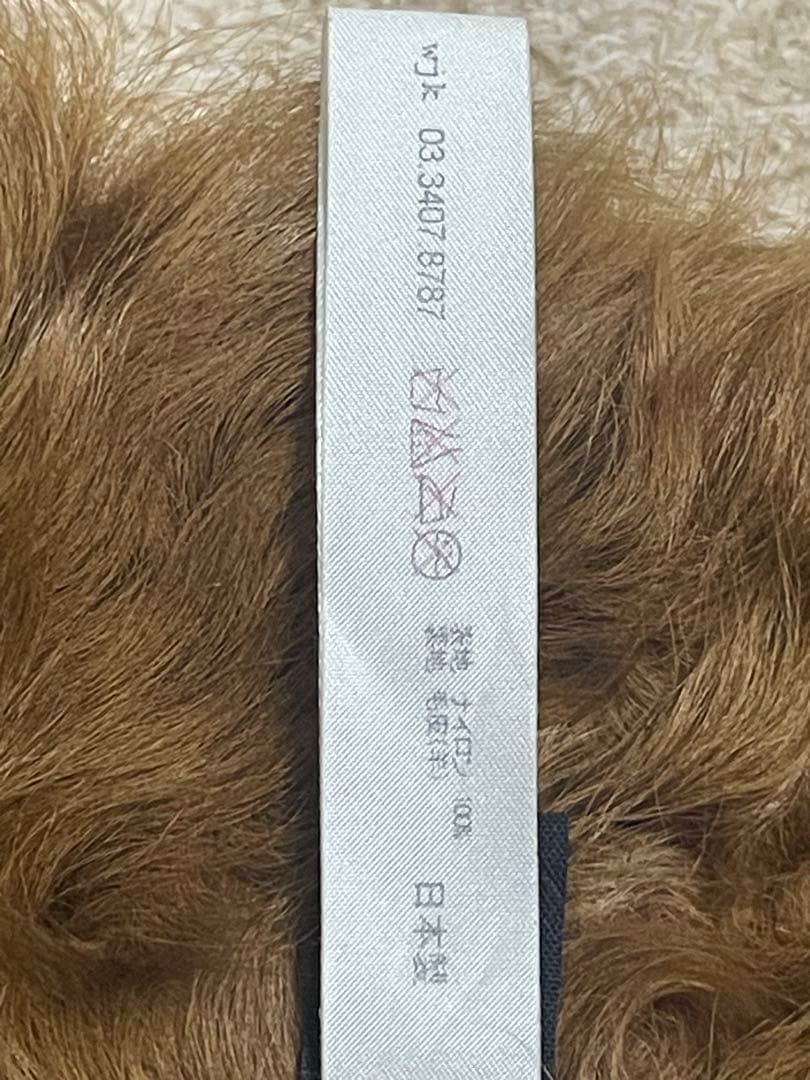 wjk 03.3407.8787
表地 ナイロン 100%
裏地 毛皮(羊)
日本製